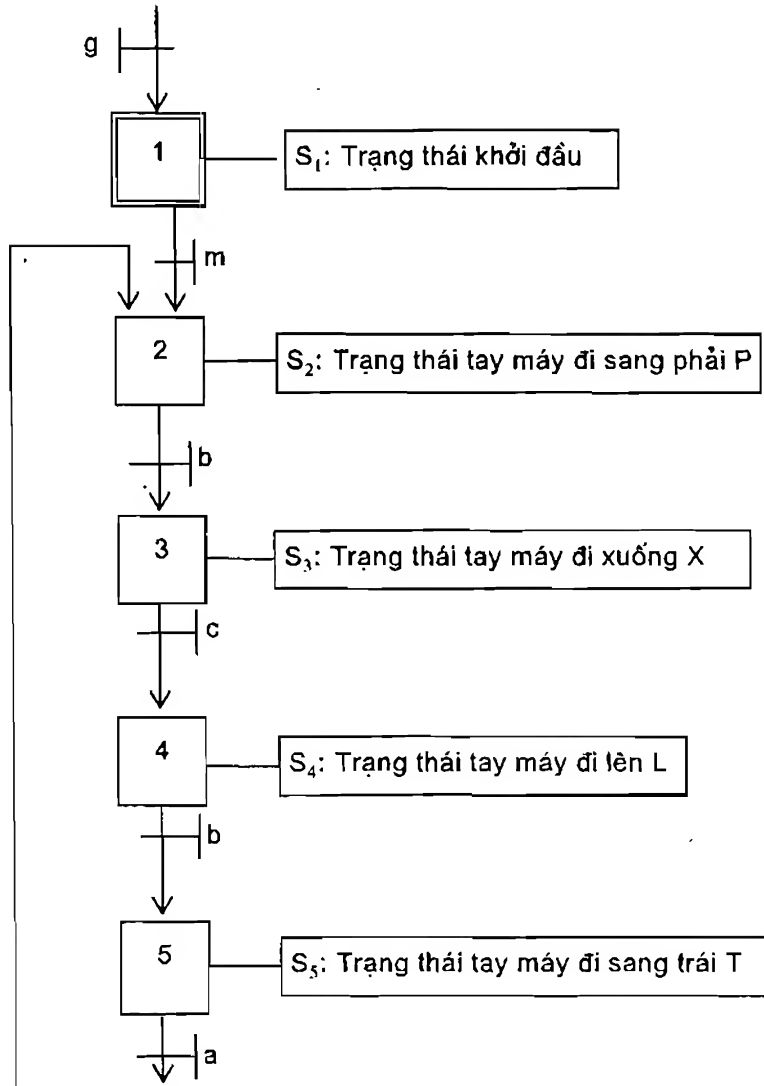 g
1
S₁: Trạng thái khởi đầu
m
2
S₂: Trạng thái tay máy đi sang phải P
b
3
S₃: Trạng thái tay máy đi xuống X
c
4
S₄: Trạng thái tay máy đi lên L
b
5
S₅: Trạng thái tay máy đi sang trái T
a